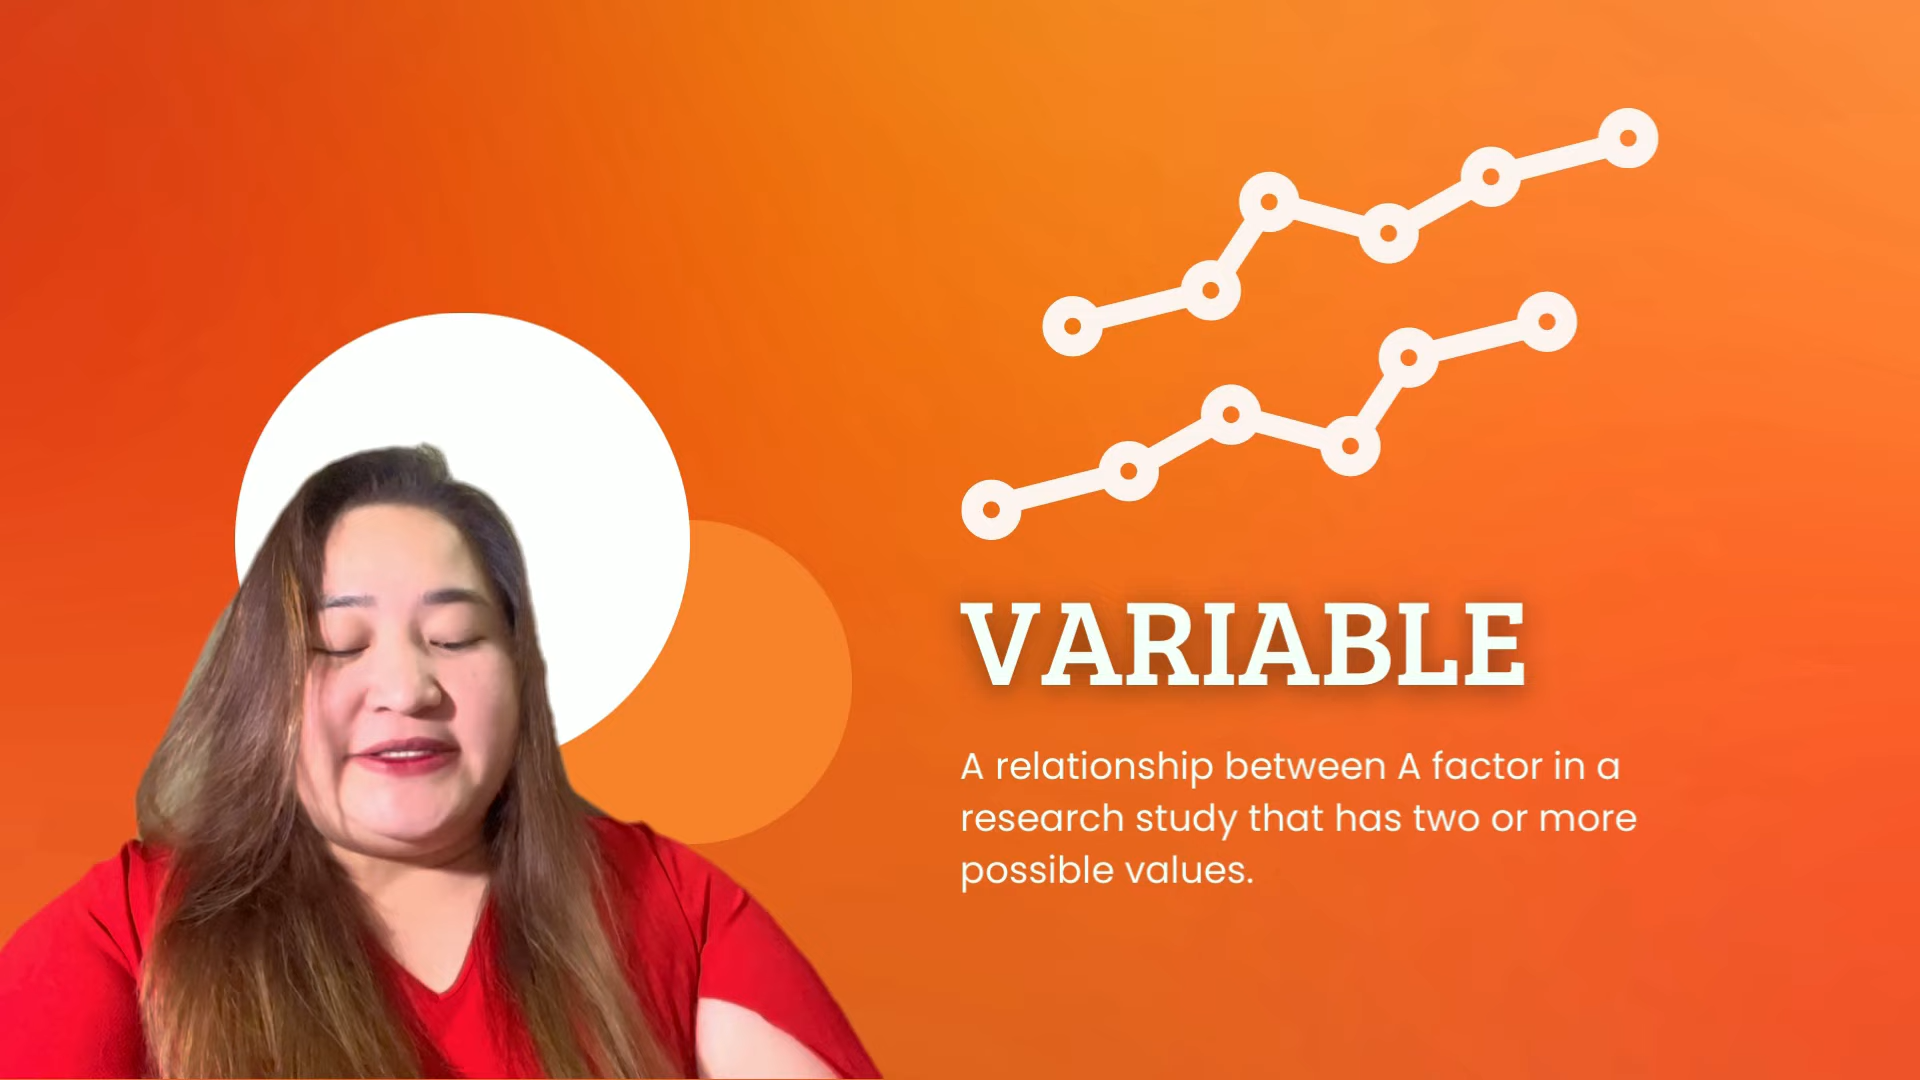 VARIABLE
A relationship between A factor in a
research study that has two or more
possible values.